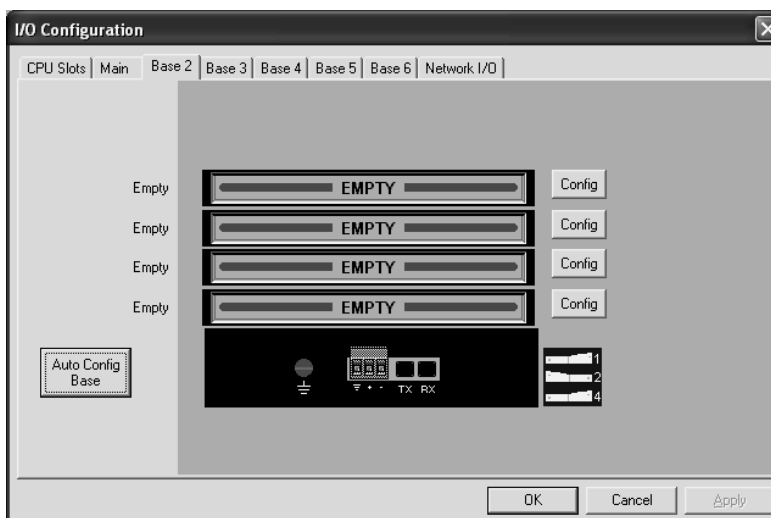 I/O Configuration
CPU Slots Main Base 2 Base 3 Base 4 Base 5 Base 6 Network I/O
Empty EMPTY Config
Empty EMPTY Config
Empty EMPTY Config
Empty EMPTY Config
Auto Config
Base
1
2
4
+ - TX RX
OK Cancel Apply